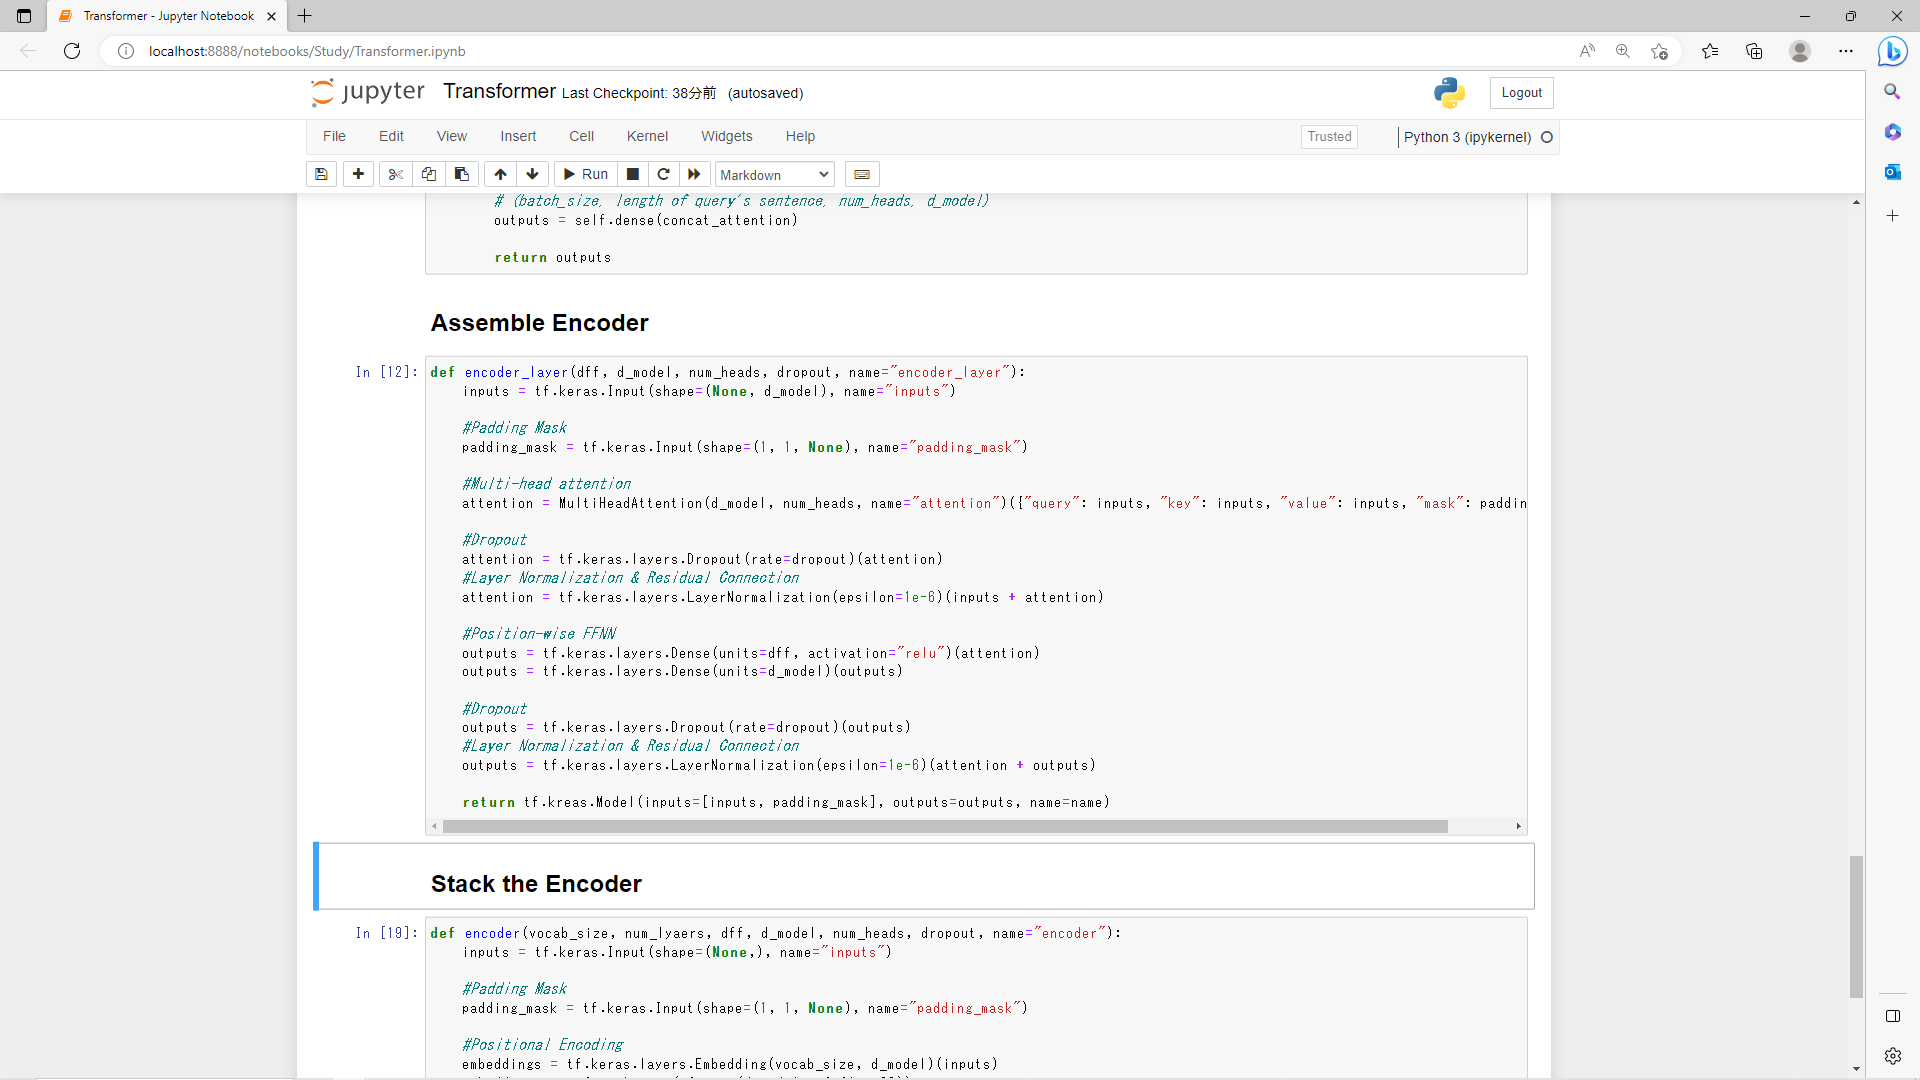 Transformer - Jupyter Notebook
localhost:8888/notebooks/Study/Transformer.ipynb
jupyter Transformer Last Checkpoint: 38分前 (autosaved)
Logout
File Edit View Insert Cell Kernel Widgets Help
Trusted
Python 3 (ipykernel)
Run
Markdown
# (batch_size, length of query's sentence, num_heads, d_model)
outputs = self.dense(concat_attention)
return outputs
Assemble Encoder
In [12]:
def encoder_layer(dff, d_model, num_heads, dropout, name="encoder_layer"):
inputs = tf.keras.Input(shape=(None, d_model), name="inputs")
#Padding Mask
padding_mask = tf.keras.Input(shape=(1, 1, None), name="padding_mask")
#Multi-head attention
attention = MultiHeadAttention(d_model, num_heads, name="attention")({"query": inputs, "key": inputs, "value": inputs, "mask": paddin
#Dropout
attention = tf.keras.layers.Dropout(rate=dropout)(attention)
#Layer Normalization & Residual Connection
attention = tf.keras.layers.LayerNormalization(epsilon=1e-6)(inputs + attention)
#Position-wise FFNN
outputs = tf.keras.layers.Dense(units=dff, activation="relu")(attention)
outputs = tf.keras.layers.Dense(units=d_model)(outputs)
#Dropout
outputs = tf.keras.layers.Dropout(rate=dropout)(outputs)
#Layer Normalization & Residual Connection
outputs = tf.keras.layers.LayerNormalization(epsilon=1e-6)(attention + outputs)
return tf.kreas.Model(inputs=[inputs, padding_mask], outputs=outputs, name=name)
Stack the Encoder
In [19]:
def encoder(vocab_size, num_lyaers, dff, d_model, num_heads, dropout, name="encoder"):
inputs = tf.keras.Input(shape=(None,), name="inputs")
#Padding Mask
padding_mask = tf.keras.Input(shape=(1, 1, None), name="padding_mask")
#Positional Encoding
embeddings = tf.keras.layers.Embedding(vocab_size, d_model)(inputs)